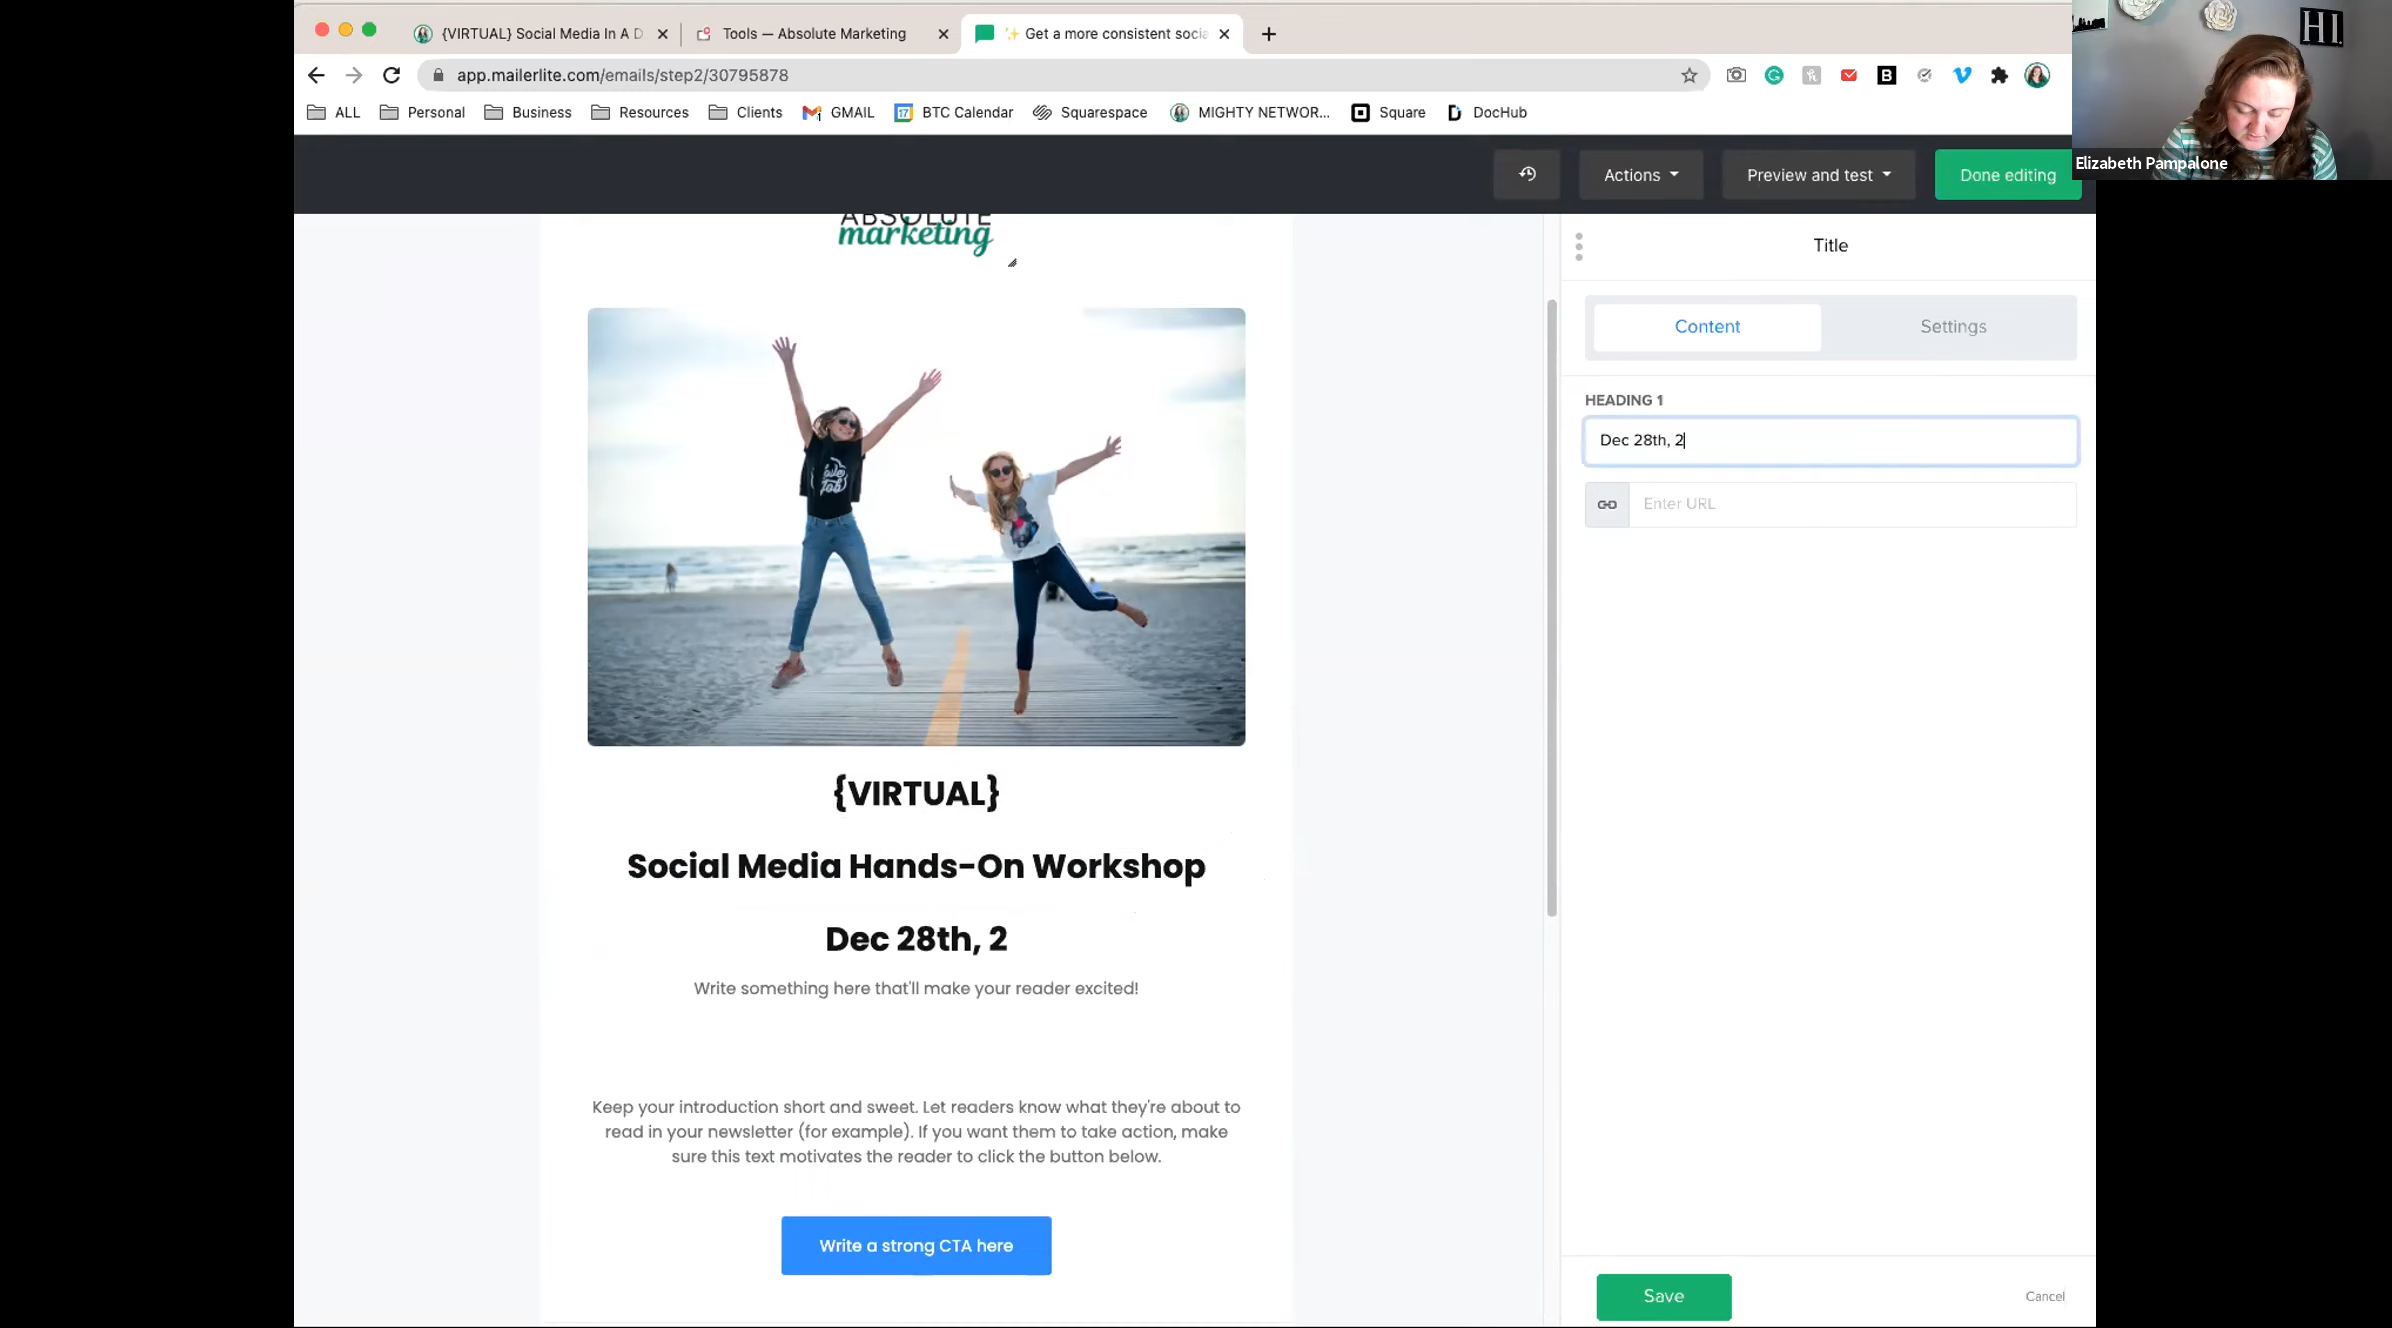 {VIRTUAL} Social Media In A D
Tools — Absolute Marketing
✨ Get a more consistent socia
app.mailerlite.com/emails/step2/30795878
ALL
Personal
Business
Resources
Clients
GMAIL
17
BTC Calendar
Squarespace
MIGHTY NETWOR...
Square
DocHub
B
HI.
Elizabeth Pampalone
Actions
Preview and test
Done editing
ABSOLUTE
marketing
Title
Content
Settings
HEADING 1
Dec 28th, 2
Enter URL
{VIRTUAL}
Social Media Hands-On Workshop
Dec 28th, 2
Write something here that'll make your reader excited!
Keep your introduction short and sweet. Let readers know what they're about to
read in your newsletter (for example). If you want them to take action, make
sure this text motivates the reader to click the button below.
Write a strong CTA here
Save
Cancel